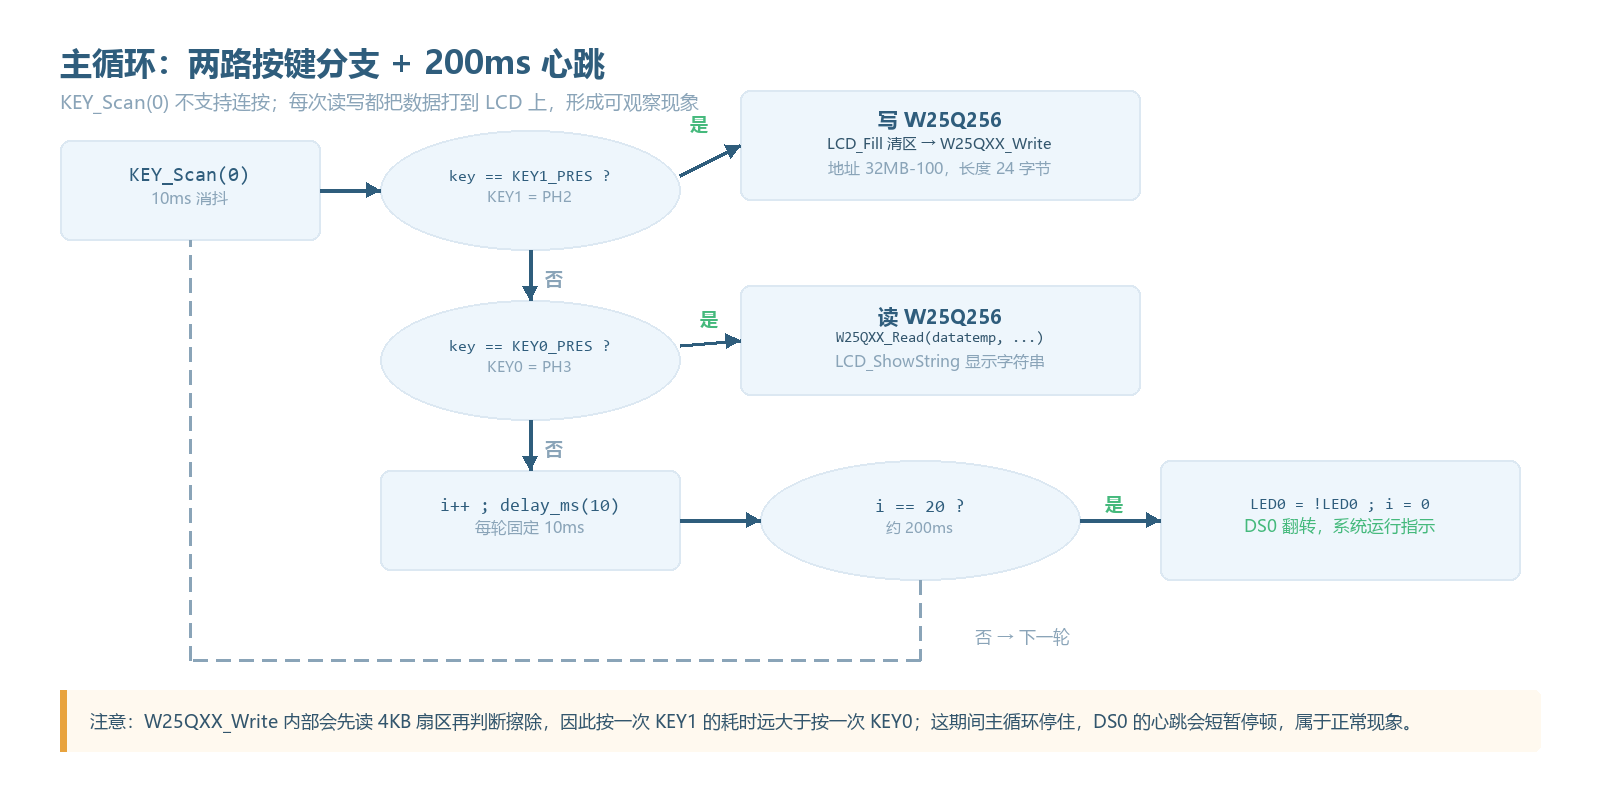 主循环：两路按键分支 + 200ms 心跳
KEY_Scan(0) 不支持连按；每次读写都把数据打到 LCD 上，形成可观察现象
KEY_Scan(0)
10ms 消抖
key == KEY1_PRES ?
KEY1 = PH2
是
写 W25Q256
LCD_Fill 清区 → W25QXX_Write
地址 32MB-100，长度 24 字节
否
key == KEY0_PRES ?
KEY0 = PH3
是
读 W25Q256
W25QXX_Read(datatemp, ...)
LCD_ShowString 显示字符串
否
i++ ; delay_ms(10)
每轮固定 10ms
i == 20 ?
约 200ms
是
LED0 = !LED0 ; i = 0
DS0 翻转，系统运行指示
否 → 下一轮
注意：W25QXX_Write 内部会先读 4KB 扇区再判断擦除，因此按一次 KEY1 的耗时远大于按一次 KEY0；这期间主循环停住，DS0 的心跳会短暂停顿，属于正常现象。